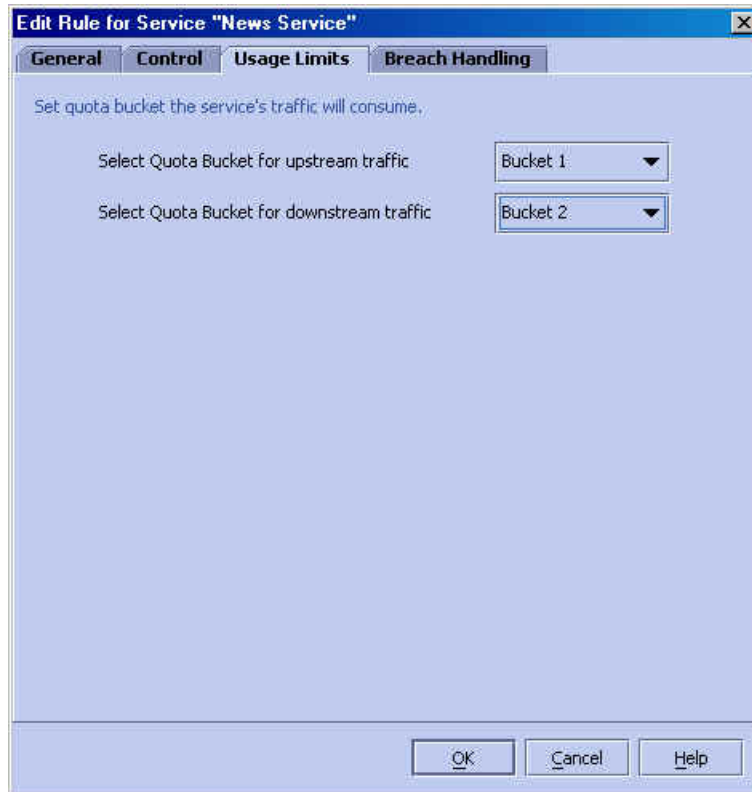 Edit Rule for Service "News Service"
General Control Usage Limits Breach Handling
Set quota bucket the service's traffic will consume.
Select Quota Bucket for upstream traffic Bucket 1
Select Quota Bucket for downstream traffic Bucket 2
OK Cancel Help